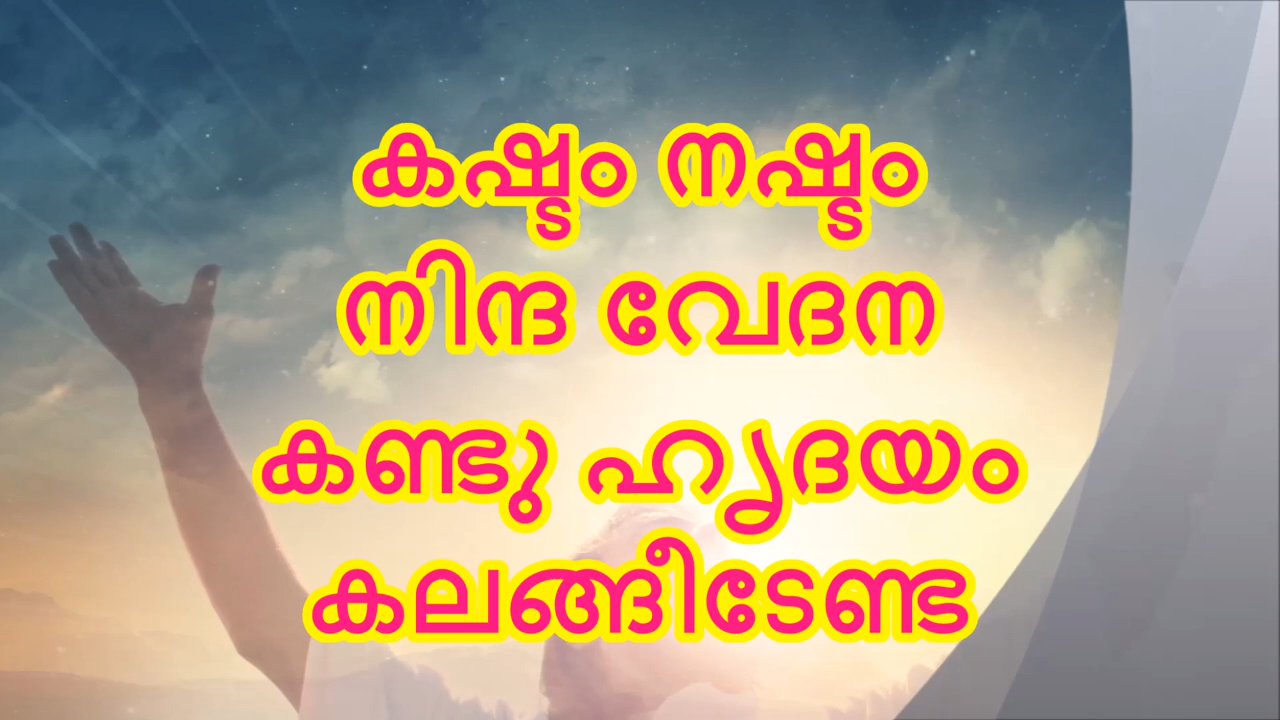 കഷ്ടം നഷ്ടം
നിന്ദ വേദന
കണ്ടു ഹൃദയം
കലങ്ങീടേണ്ട